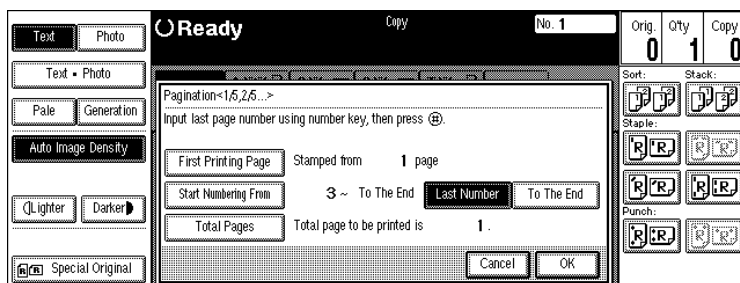 Text
Photo
Ready
Copy
No. 1
Orig.
Q'ty
Copy
0
1
0
Text • Photo
Pale
Generation
Auto Image Density
Lighter
Darker
Special Original
Pagination<1/5,2/5...>
Input last page number using number key, then press (#).
First Printing Page
Stamped from 1 page
Start Numbering From
3 ~ To The End
Last Number
To The End
Total Pages
Total page to be printed is 1 .
Cancel
OK
Sort:
Stack:
Staple:
Punch: